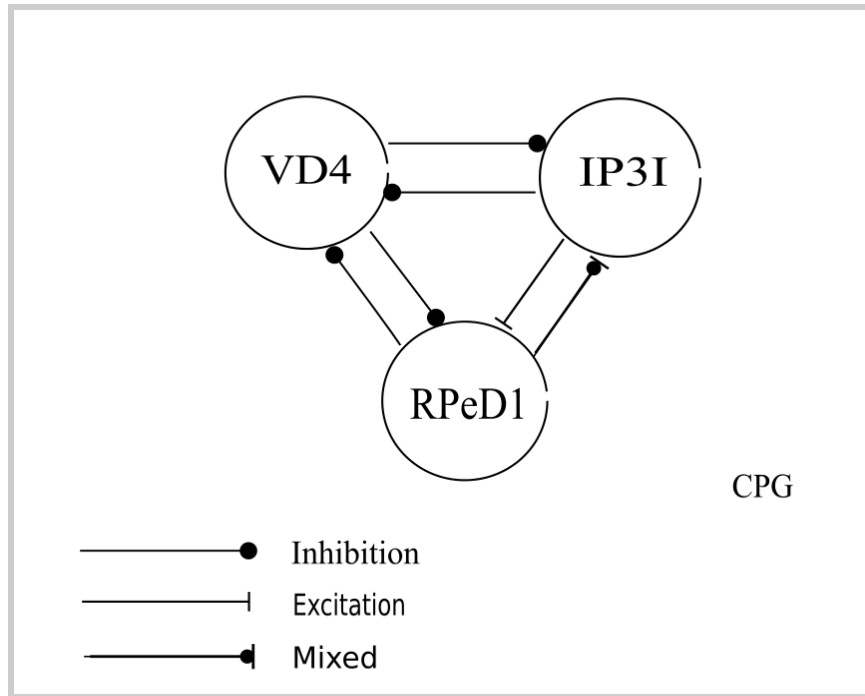 VD4
IP3I
RPeD1
CPG
Inhibition
Excitation
Mixed